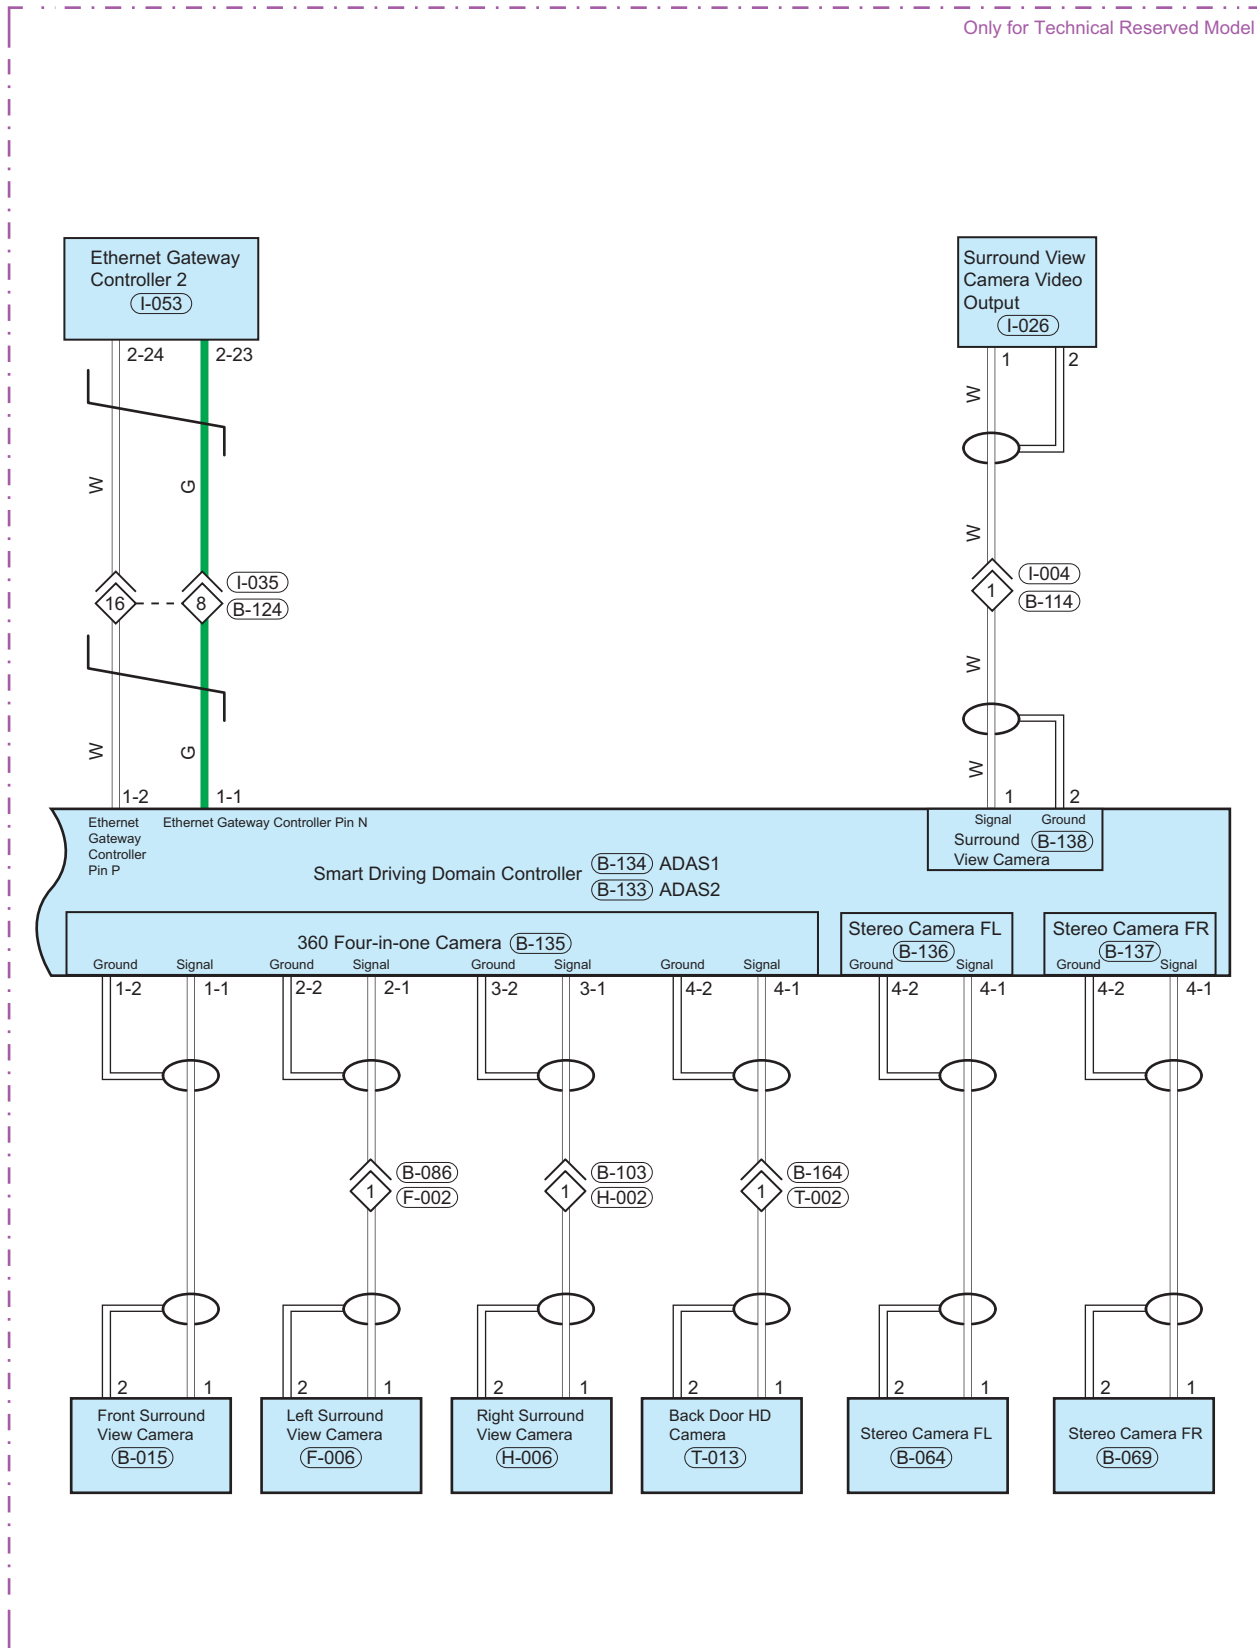 Only for Technical Reserved Model
Ethernet Gateway
Controller 2
I-053
2-24
2-23
Surround View
Camera Video
Output
I-026
1
2
W
W
G
W
16
8
I-035
B-124
1
I-004
B-114
W
W
G
W
1-2
1-1
1
2
Ethernet
Gateway
Controller
Pin P
Ethernet Gateway Controller Pin N
Signal
Ground
Surround
View Camera
B-138
Smart Driving Domain Controller
B-134 ADAS1
B-133 ADAS2
360 Four-in-one Camera B-135
Stereo Camera FL
B-136
Stereo Camera FR
B-137
Ground
Signal
Ground
Signal
Ground
Signal
Ground
Signal
Ground
Signal
Ground
Signal
1-2
1-1
2-2
2-1
3-2
3-1
4-2
4-1
4-2
4-1
4-2
4-1
1
B-086
F-002
1
B-103
H-002
1
B-164
T-002
2
1
2
1
2
1
2
1
2
1
2
1
Front Surround
View Camera
B-015
Left Surround
View Camera
F-006
Right Surround
View Camera
H-006
Back Door HD
Camera
T-013
Stereo Camera FL
B-064
Stereo Camera FR
B-069
W